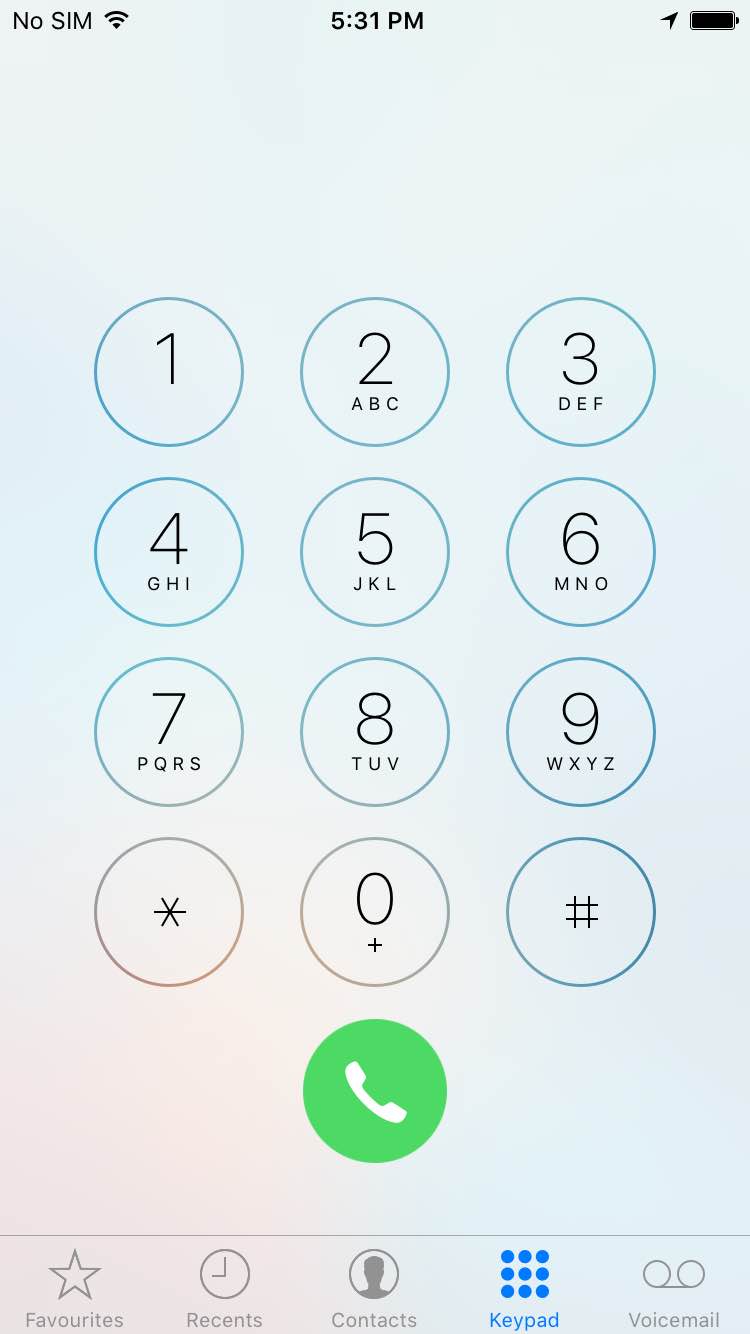 No SIM 5:31 PM
1 2 3
ABC DEF
4 5 6
GHI JKL MNO
7 8 9
PQRS TUV WXYZ
* 0 #
+
Favourites Recents Contacts Keypad Voicemail